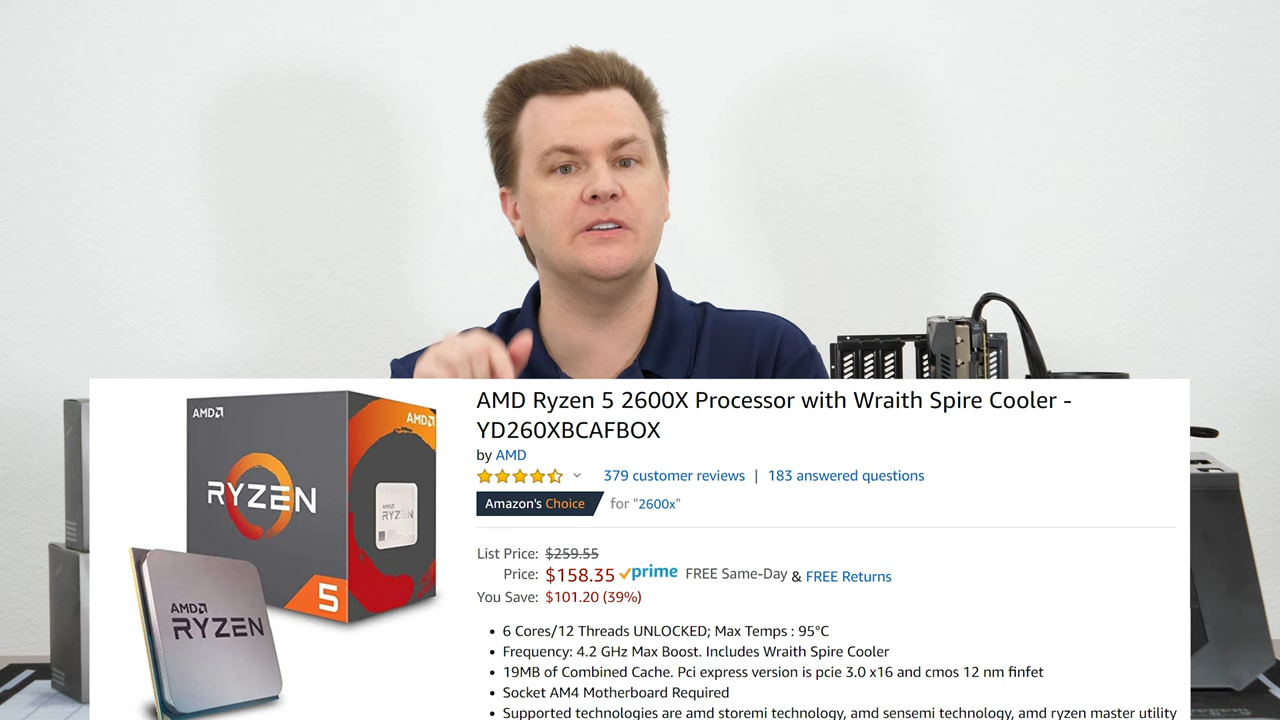 AMD
AMD
RYZEN
AMD
RYZEN
5
AMD
RYZEN
AMD Ryzen 5 2600X Processor with Wraith Spire Cooler -
YD260XBCAFBOX
by AMD
379 customer reviews | 183 answered questions
Amazon's Choice for "2600x"
List Price: $259.55
Price: $158.35 prime FREE Same-Day & FREE Returns
You Save: $101.20 (39%)
• 6 Cores/12 Threads UNLOCKED; Max Temps : 95°C
• Frequency: 4.2 GHz Max Boost. Includes Wraith Spire Cooler
• 19MB of Combined Cache. Pci express version is pcie 3.0 x16 and cmos 12 nm finfet
• Socket AM4 Motherboard Required
• Supported technologies are amd storemi technology, amd sensemi technology, amd ryzen master utility